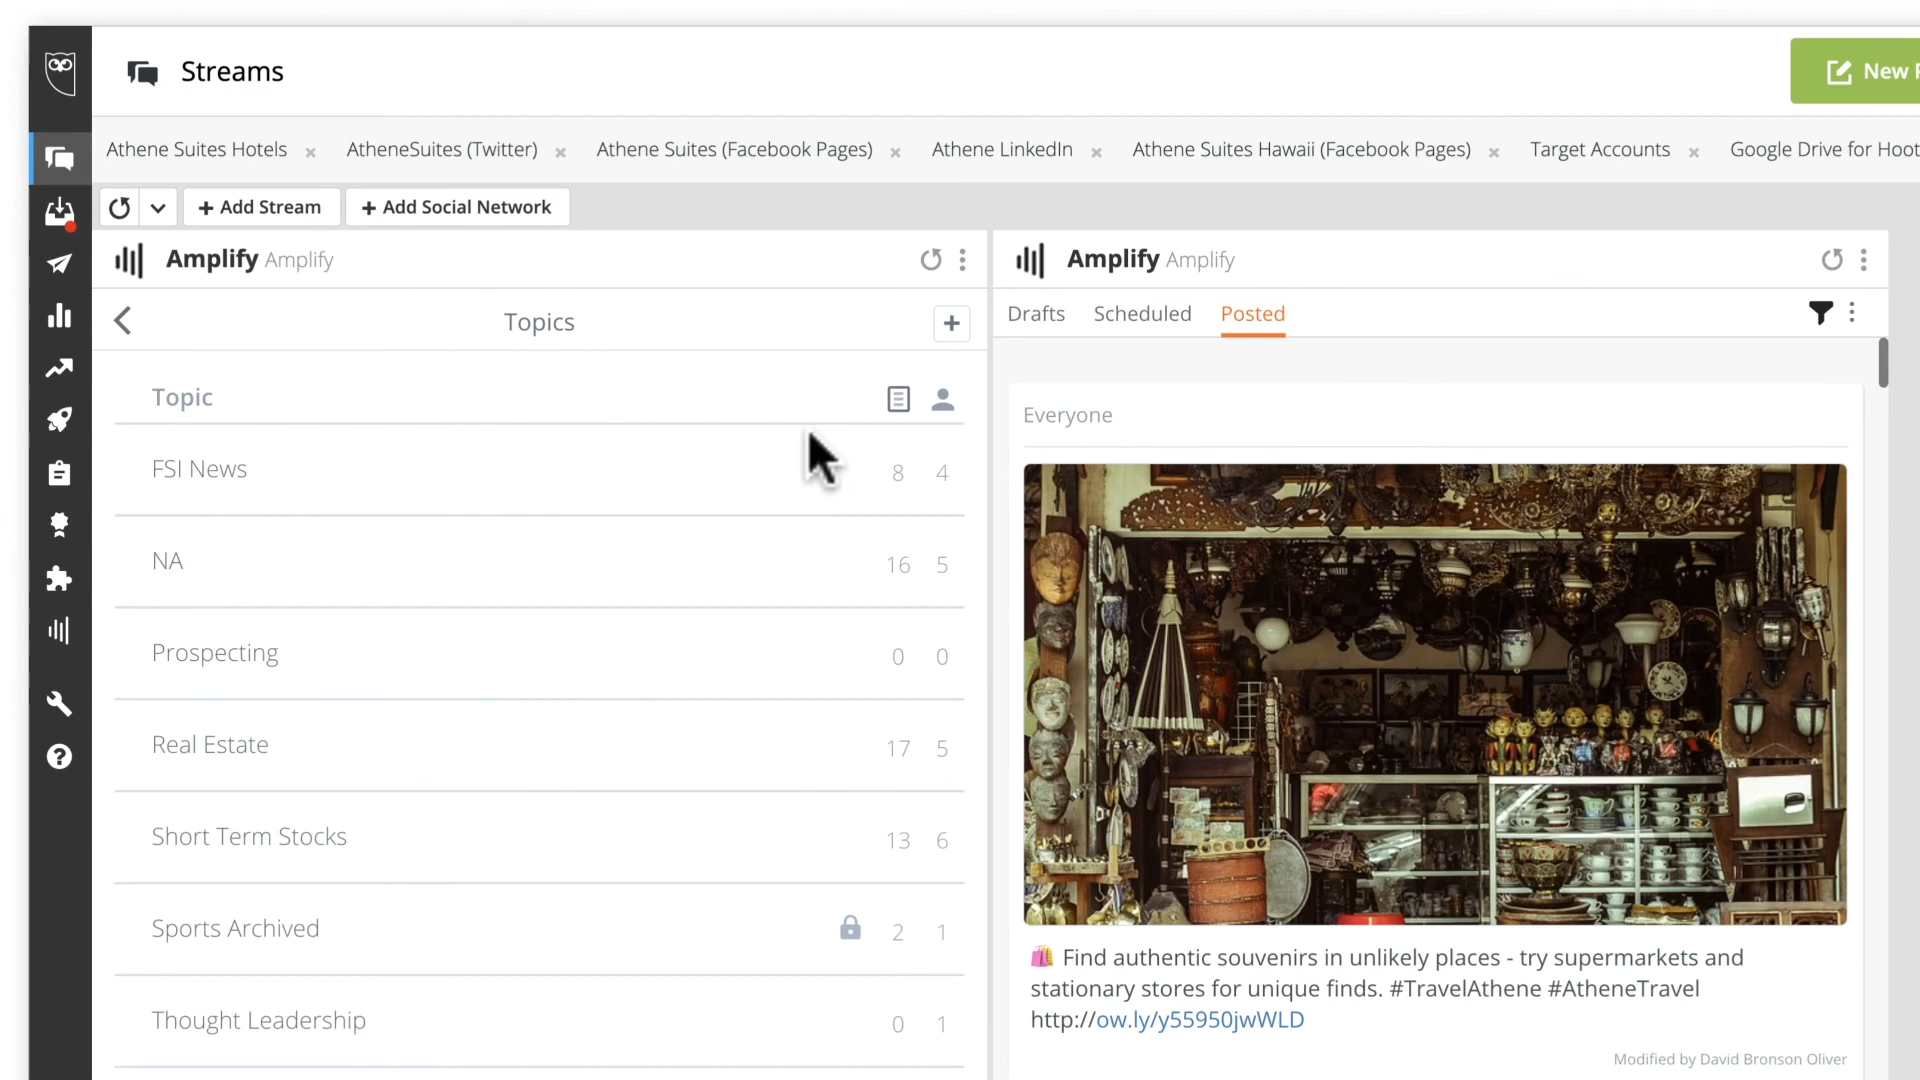 Streams
New
Athene Suites Hotels
AtheneSuites (Twitter)
Athene Suites (Facebook Pages)
Athene LinkedIn
Athene Suites Hawaii (Facebook Pages)
Target Accounts
Google Drive for Hoot
+ Add Stream
+ Add Social Network
Amplify Amplify
Topics
Topic
FSI News 8 4
NA 16 5
Prospecting 0 0
Real Estate 17 5
Short Term Stocks 13 6
Sports Archived 2 1
Thought Leadership 0 1
Amplify Amplify
Drafts Scheduled Posted
Everyone
🛍️ Find authentic souvenirs in unlikely places - try supermarkets and
stationary stores for unique finds. #TravelAthene #AtheneTravel
http://ow.ly/y55950jwWLD
Modified by David Bronson Oliver